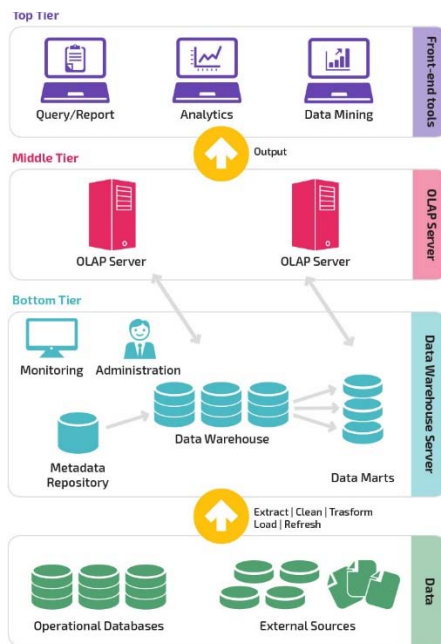 Top Tier
Query/Report
Analytics
Data Mining
Front-end tools
Output
Middle Tier
OLAP Server
OLAP Server
OLAP Server
Bottom Tier
Monitoring
Administration
Data Warehouse
Metadata
Repository
Data Marts
Data Warehouse Server
Extract | Clean | Trasform
Load | Refresh
Operational Databases
External Sources
Data